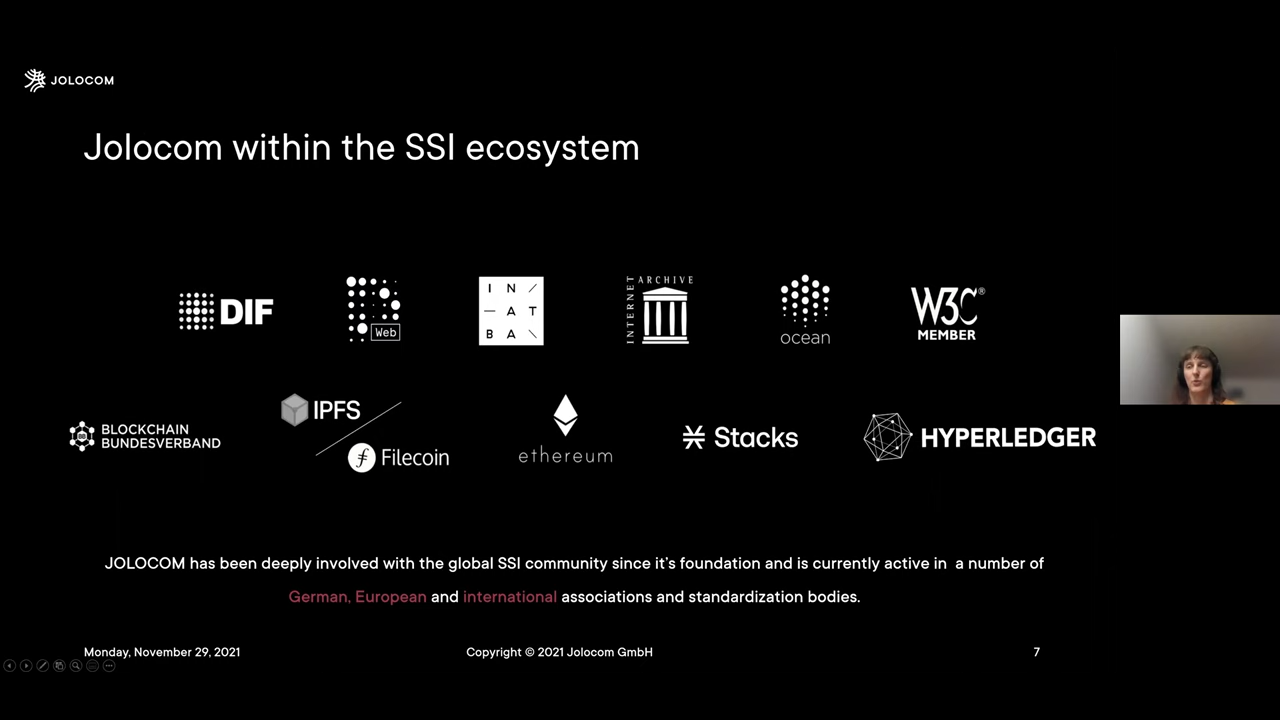 JOLOCOM
Jolocom within the SSI ecosystem
DIF
Web
IN/
—AT
BA\
INTERNET ARCHIVE
ocean
W3C®
MEMBER
BLOCKCHAIN
BUNDESVERBAND
IPFS
Filecoin
ethereum
Stacks
HYPERLEDGER
JOLOCOM has been deeply involved with the global SSI community since it's foundation and is currently active in a number of
German, European and international associations and standardization bodies.
Monday, November 29, 2021
Copyright © 2021 Jolocom GmbH
7